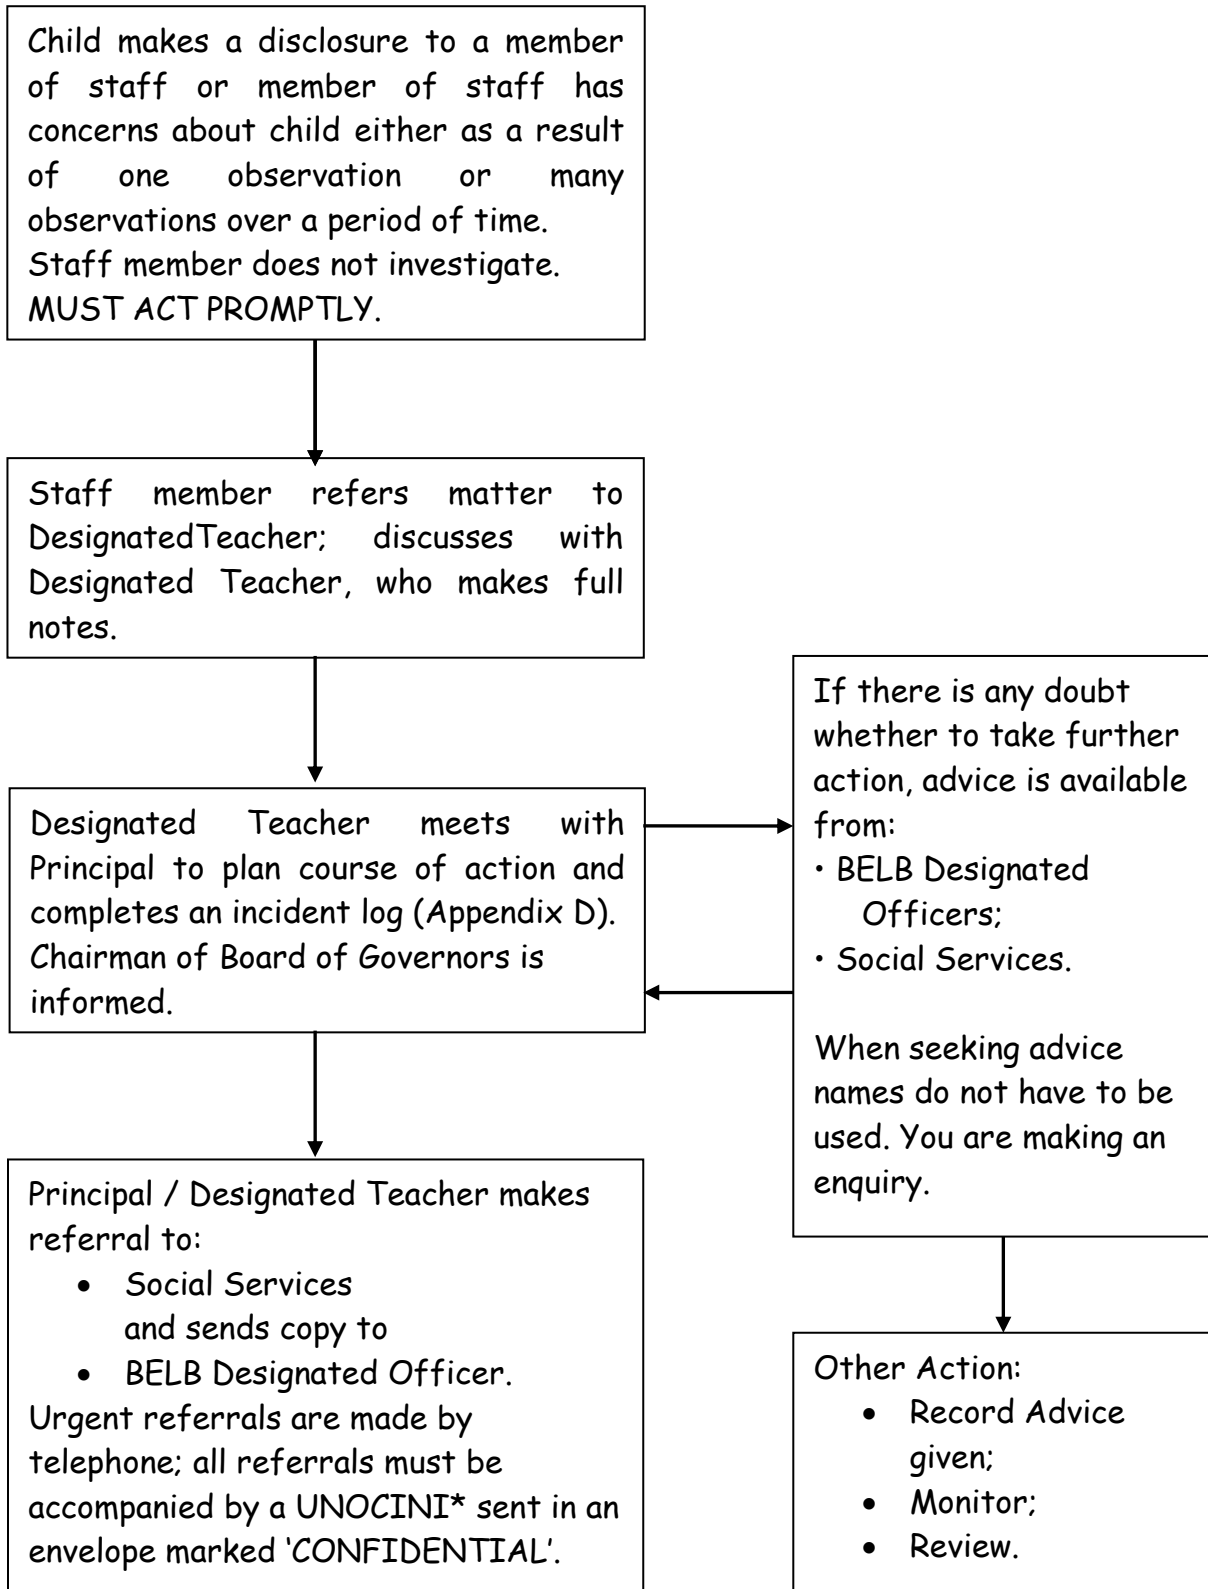 Child makes a disclosure to a member
of staff or member of staff has
concerns about child either as a result
of one observation or many
observations over a period of time.
Staff member does not investigate.
MUST ACT PROMPTLY.
Staff member refers matter to
DesignatedTeacher; discusses with
Designated Teacher, who makes full
notes.
Designated Teacher meets with
Principal to plan course of action and
completes an incident log (Appendix D).
Chairman of Board of Governors is
informed.
If there is any doubt
whether to take further
action, advice is available
from:
• BELB Designated
Officers;
• Social Services.
When seeking advice
names do not have to be
used. You are making an
enquiry.
Principal / Designated Teacher makes
referral to:
• Social Services
and sends copy to
• BELB Designated Officer.
Urgent referrals are made by
telephone; all referrals must be
accompanied by a UNOCINI* sent in an
envelope marked ‘CONFIDENTIAL’.
Other Action:
• Record Advice
given;
• Monitor;
• Review.